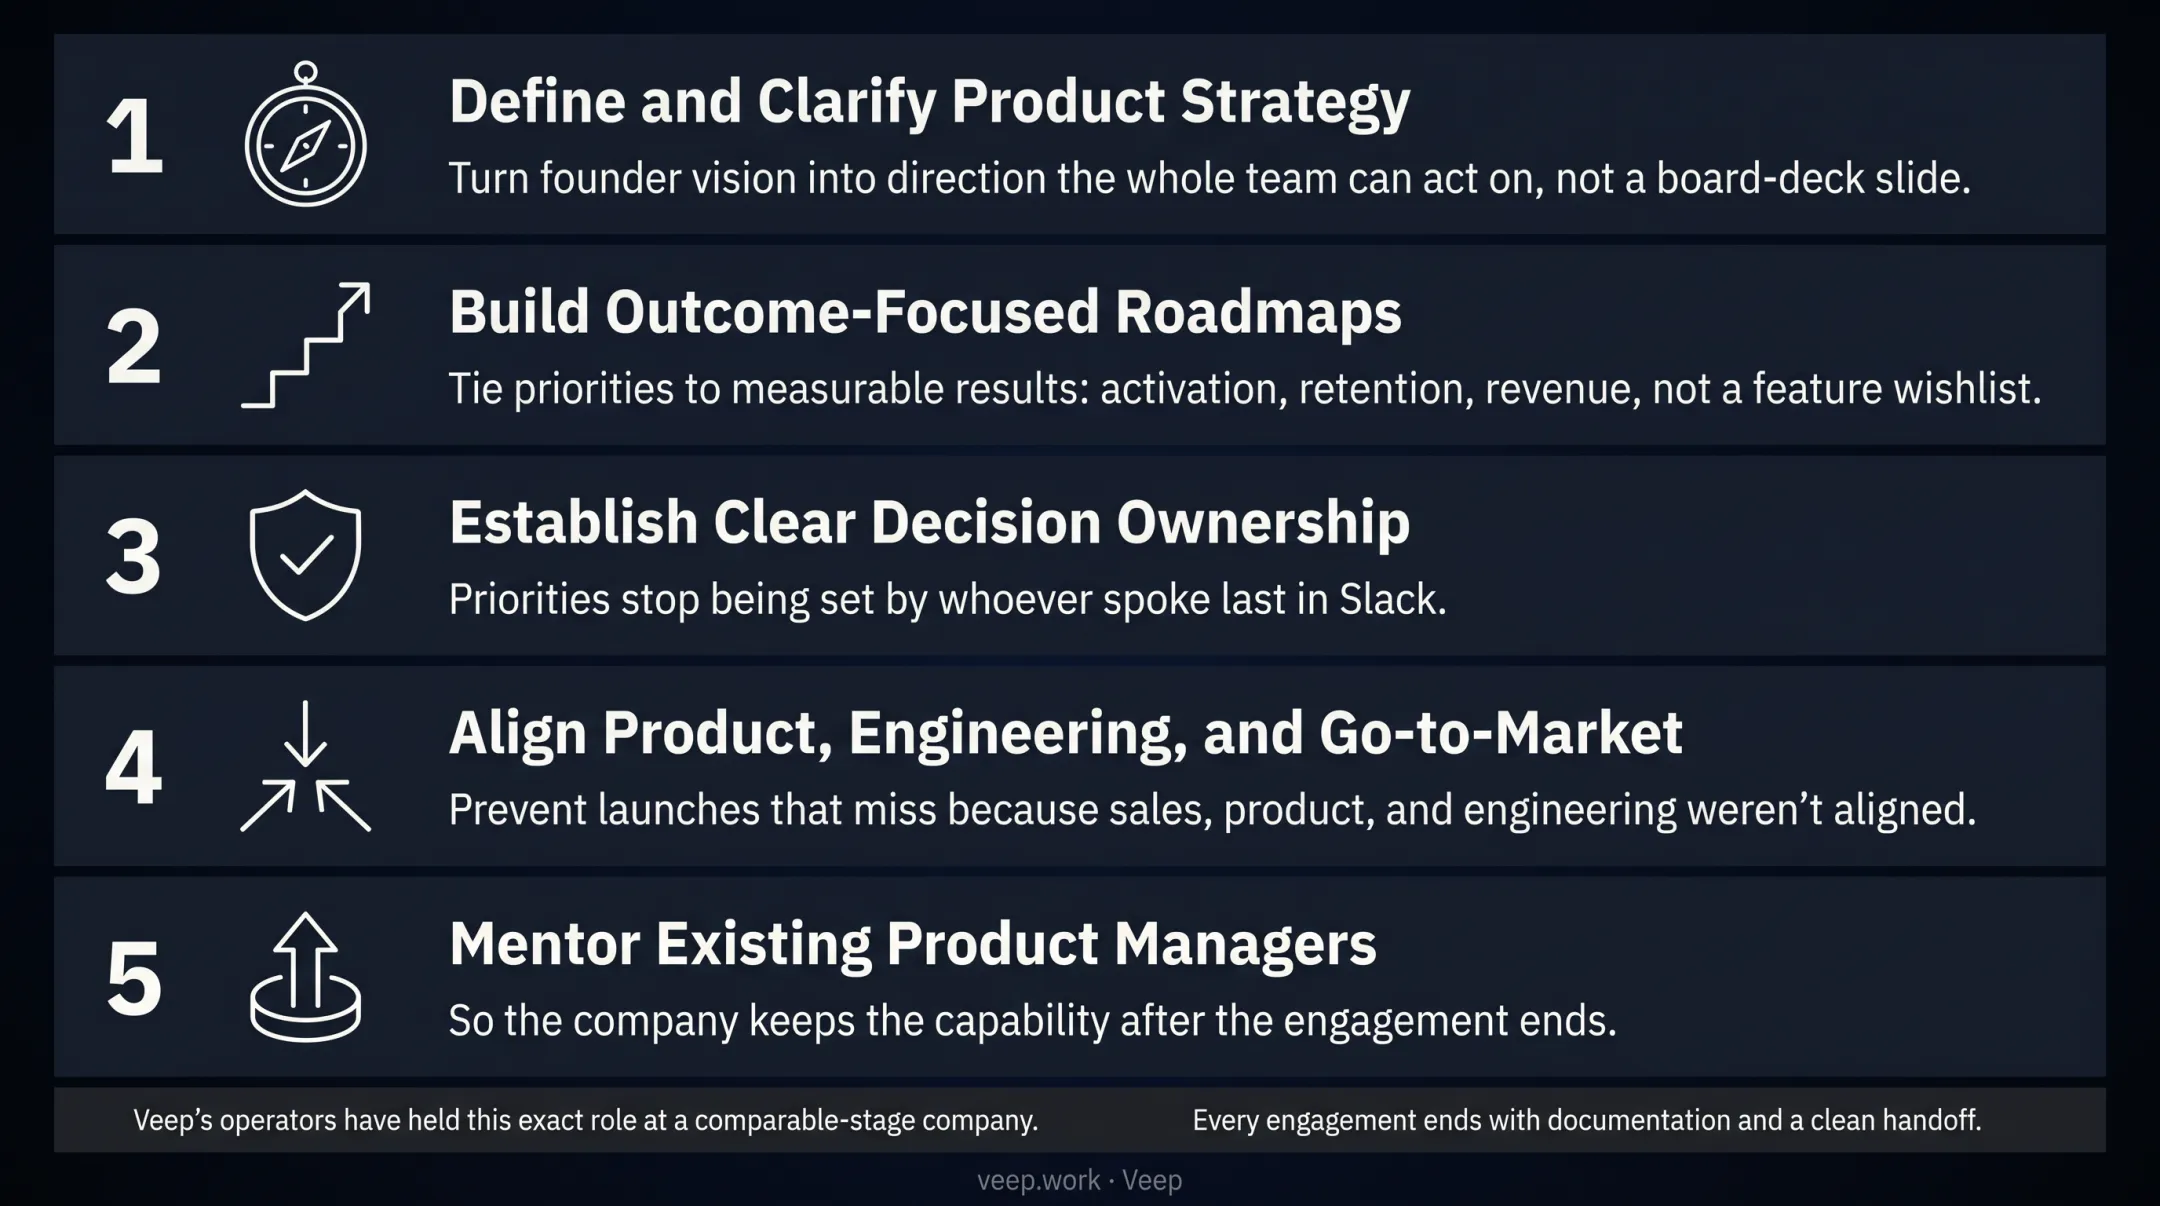 1
Define and Clarify Product Strategy
Turn founder vision into direction the whole team can act on, not a board-deck slide.
2
Build Outcome-Focused Roadmaps
Tie priorities to measurable results: activation, retention, revenue, not a feature wishlist.
3
Establish Clear Decision Ownership
Priorities stop being set by whoever spoke last in Slack.
4
Align Product, Engineering, and Go-to-Market
Prevent launches that miss because sales, product, and engineering weren’t aligned.
5
Mentor Existing Product Managers
So the company keeps the capability after the engagement ends.
Veep’s operators have held this exact role at a comparable-stage company.
Every engagement ends with documentation and a clean handoff.
veep.work · Veep